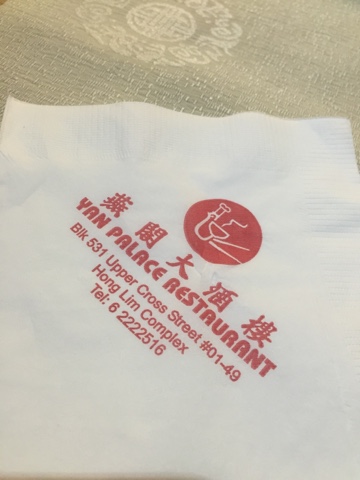 燕閣大酒樓
YAN PALACE RESTAURANT
Blk 531 Upper Cross Street #01-49
Hong Lim Complex
Tel: 6 2222516